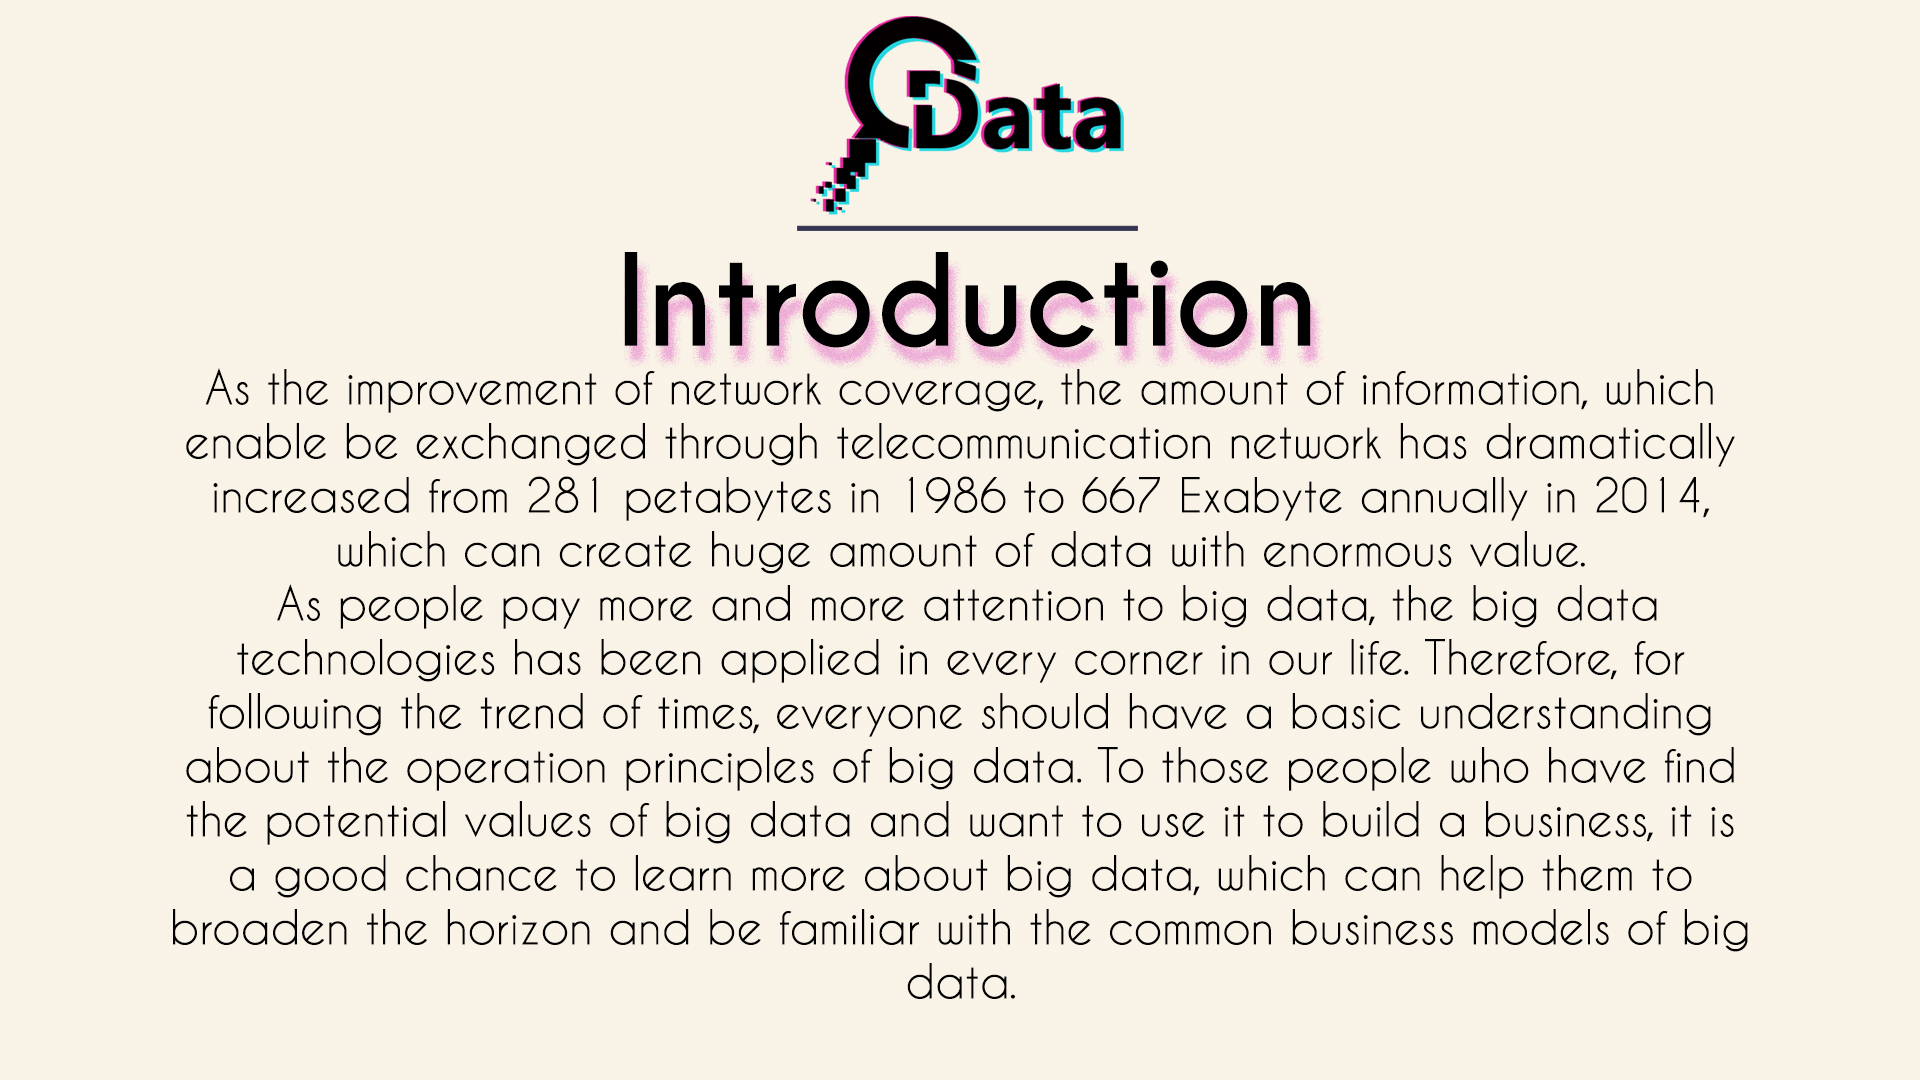 Data
Introduction
As the improvement of network coverage, the amount of information, which
enable be exchanged through telecommunication network has dramatically
increased from 281 petabytes in 1986 to 667 Exabyte annually in 2014,
which can create huge amount of data with enormous value.
As people pay more and more attention to big data, the big data
technologies has been applied in every corner in our life. Therefore, for
following the trend of times, everyone should have a basic understanding
about the operation principles of big data. To those people who have find
the potential values of big data and want to use it to build a business, it is
a good chance to learn more about big data, which can help them to
broaden the horizon and be familiar with the common business models of big
data.